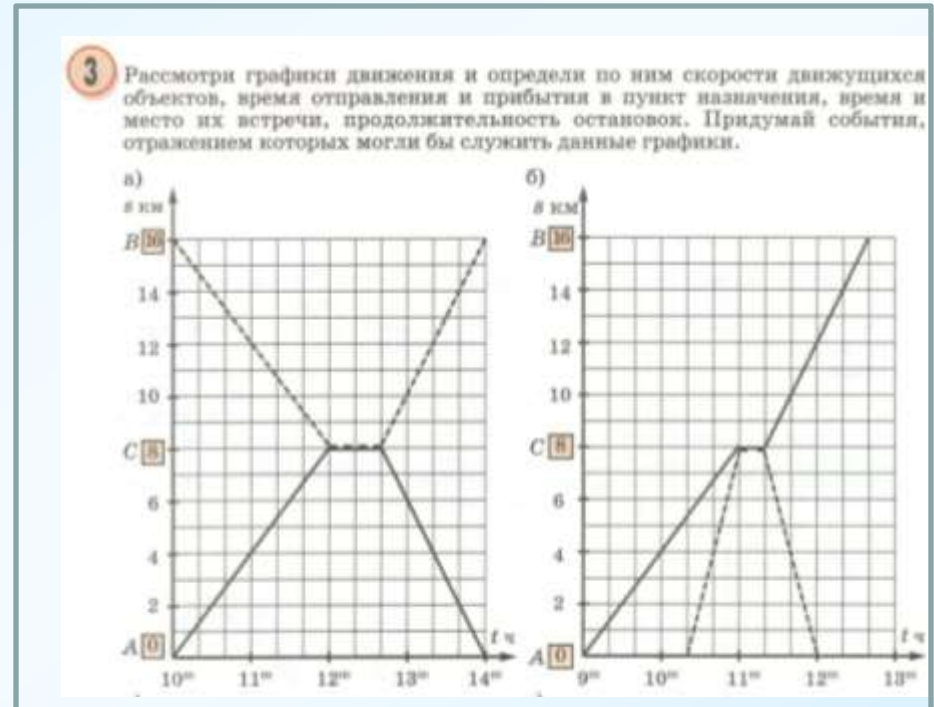 3
Рассмотри графики движения и определи по ним скорости движущихся
объектов, время отправления и прибытия в пункт назначения, время и
место их встречи, продолжительность остановок. Придумай события,
отражением которых могли бы служить данные графики.
а)
s км
B 16
14
12
10
C 8
6
4
2
A 0
t ч
10⁰⁰ 11⁰⁰ 12⁰⁰ 13⁰⁰ 14⁰⁰
б)
s км
B 16
14
12
10
C 8
6
4
2
A 0
t ч
9⁰⁰ 10⁰⁰ 11⁰⁰ 12⁰⁰ 13⁰⁰